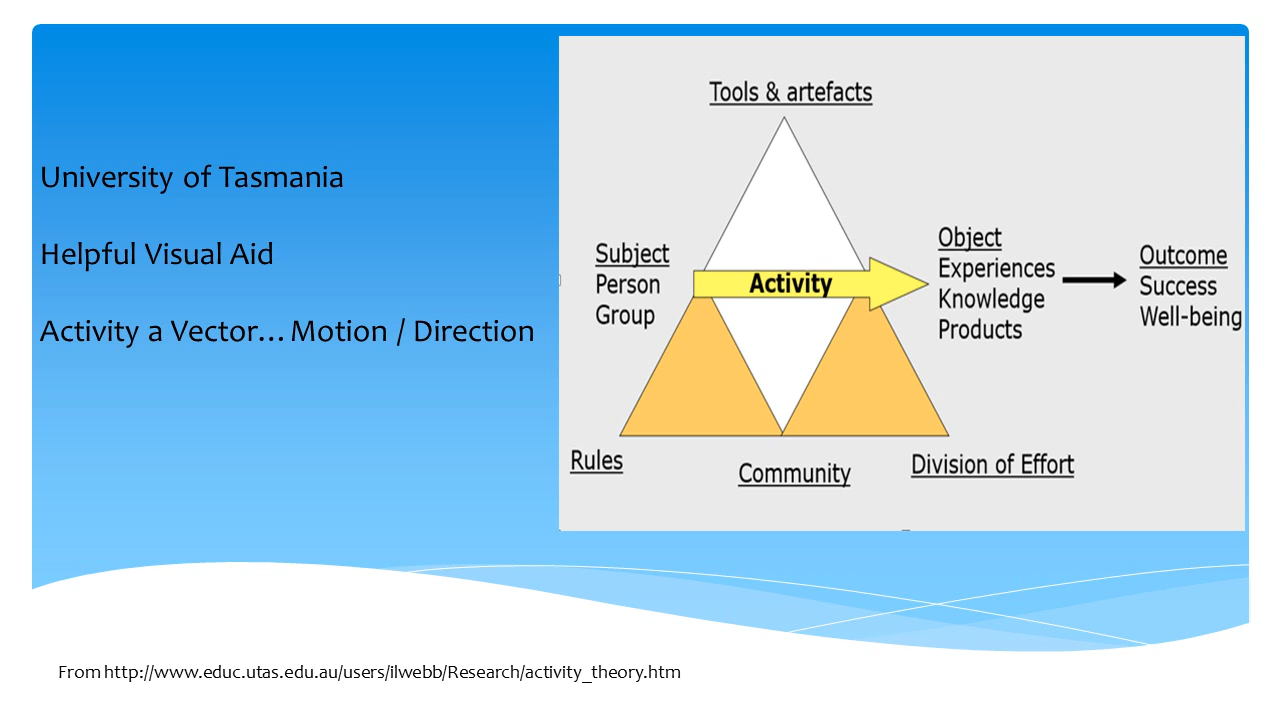 University of Tasmania
Helpful Visual Aid
Activity a Vector… Motion / Direction
Tools & artefacts
Subject
Person
Group
Activity
Object
Experiences
Knowledge
Products
Outcome
Success
Well-being
Rules
Community
Division of Effort
From http://www.educ.utas.edu.au/users/ilwebb/Research/activity_theory.htm